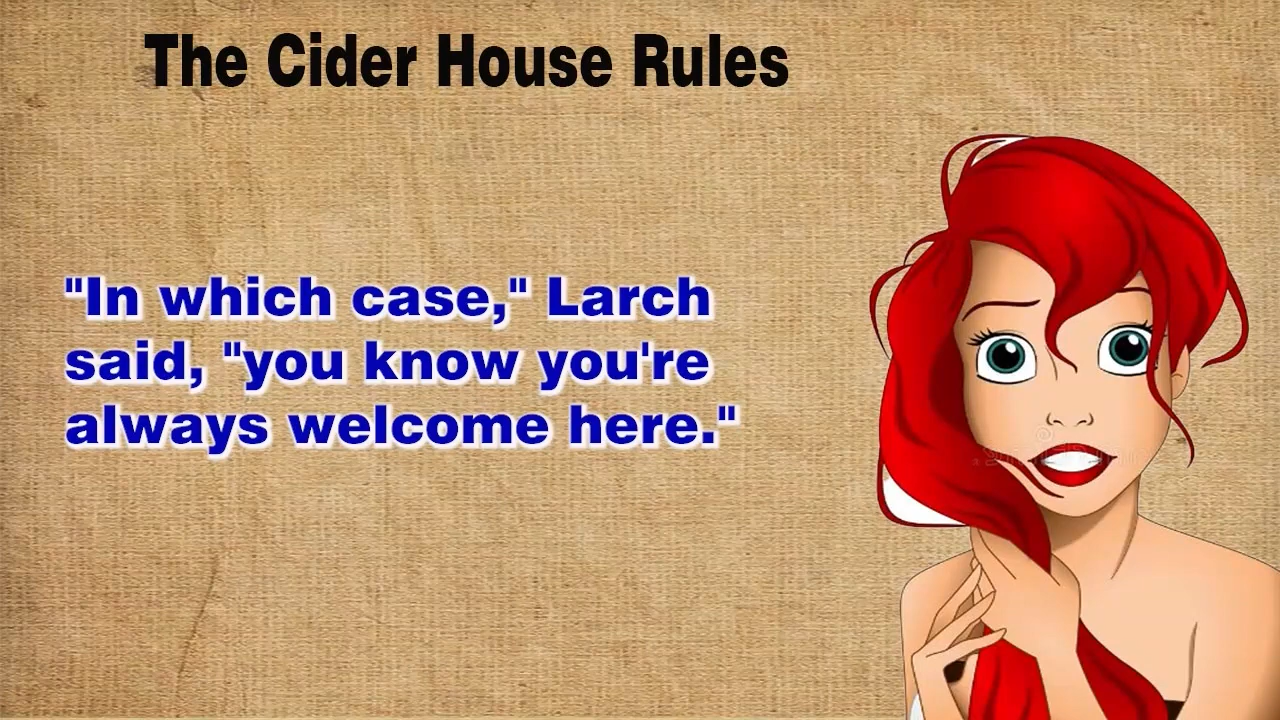 The Cider House Rules
"In which case," Larch
said, "you know you're
always welcome here."